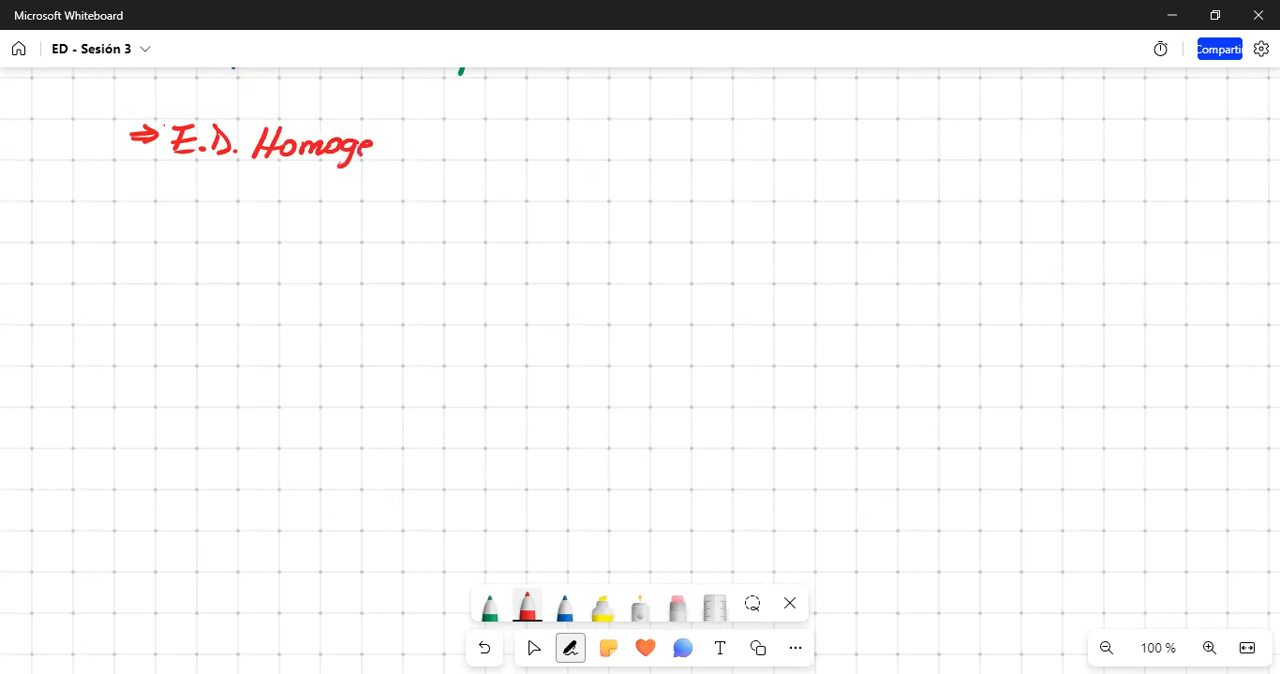 Microsoft Whiteboard
ED - Sesión 3
Comparti
⇒ E.D. Homoge
T
100 %